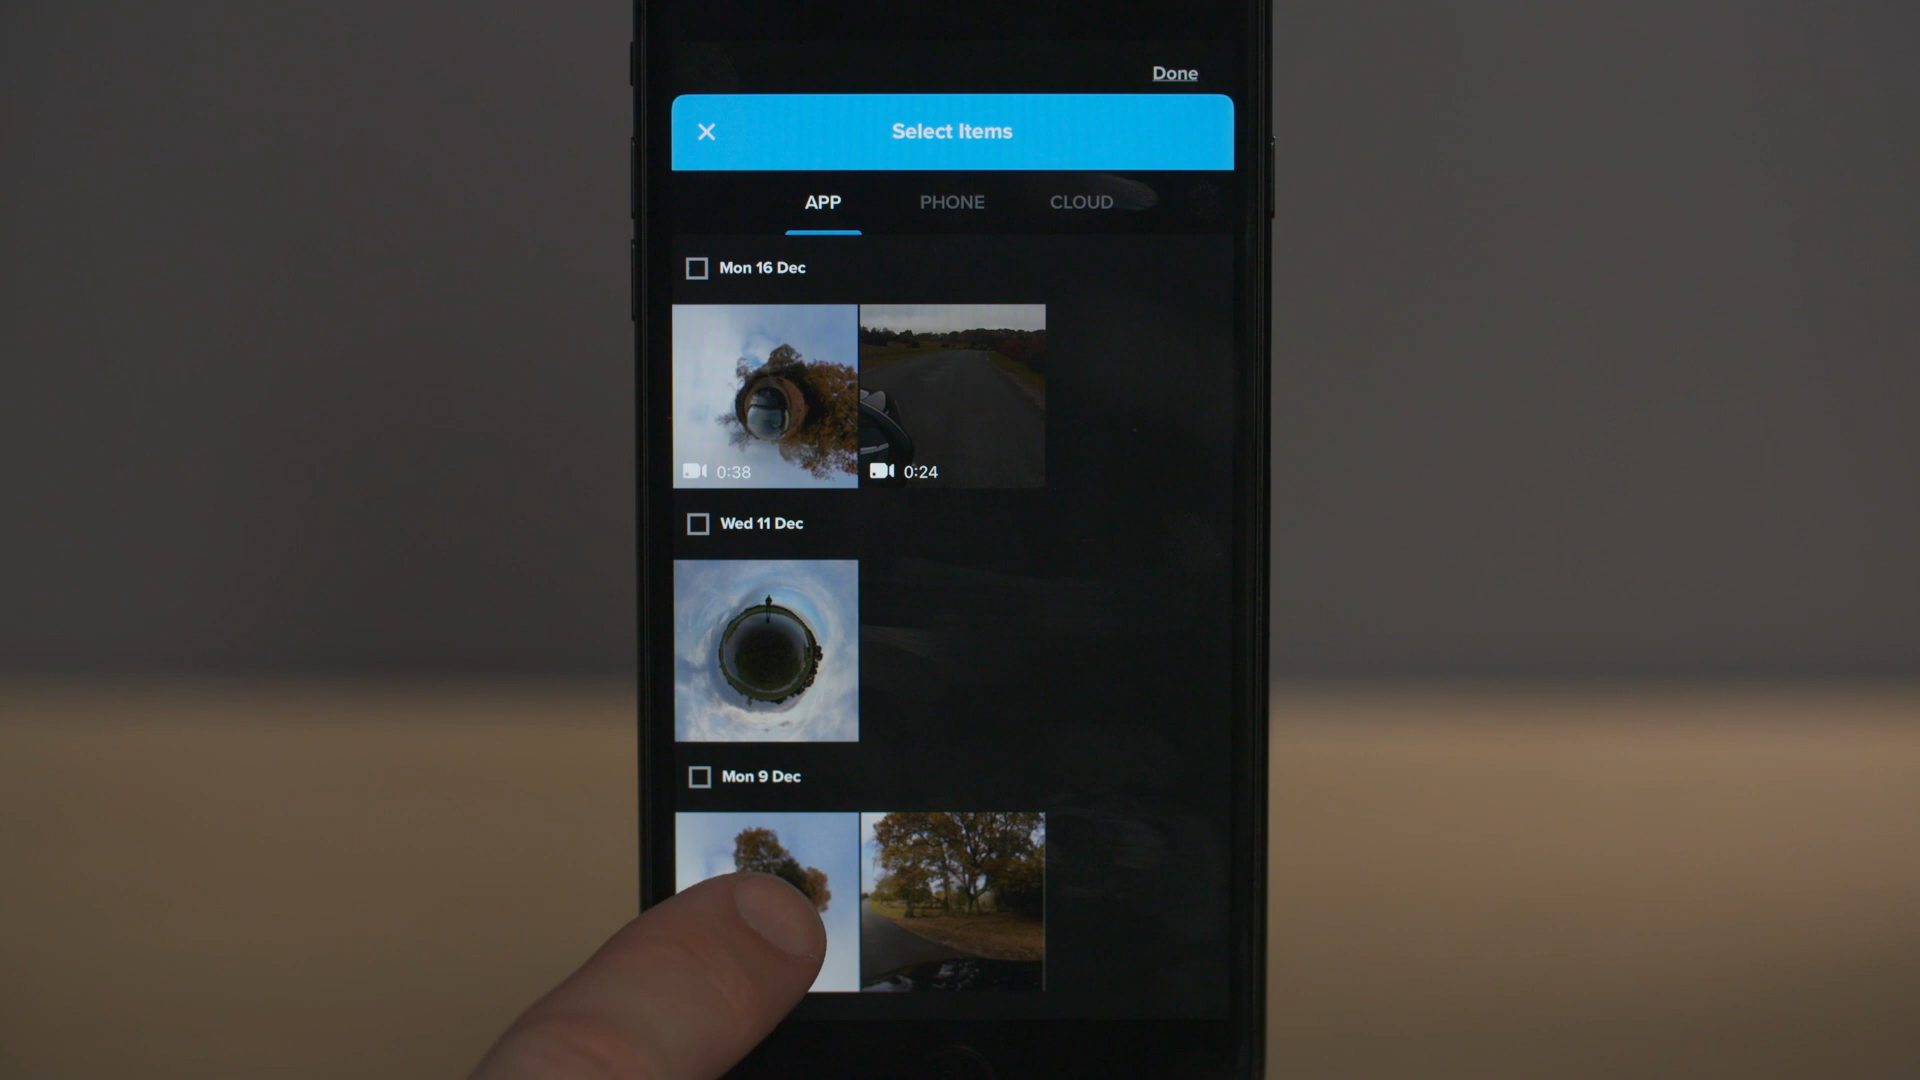 Done
Select Items
APP PHONE CLOUD
Mon 16 Dec
0:38 0:24
Wed 11 Dec
Mon 9 Dec